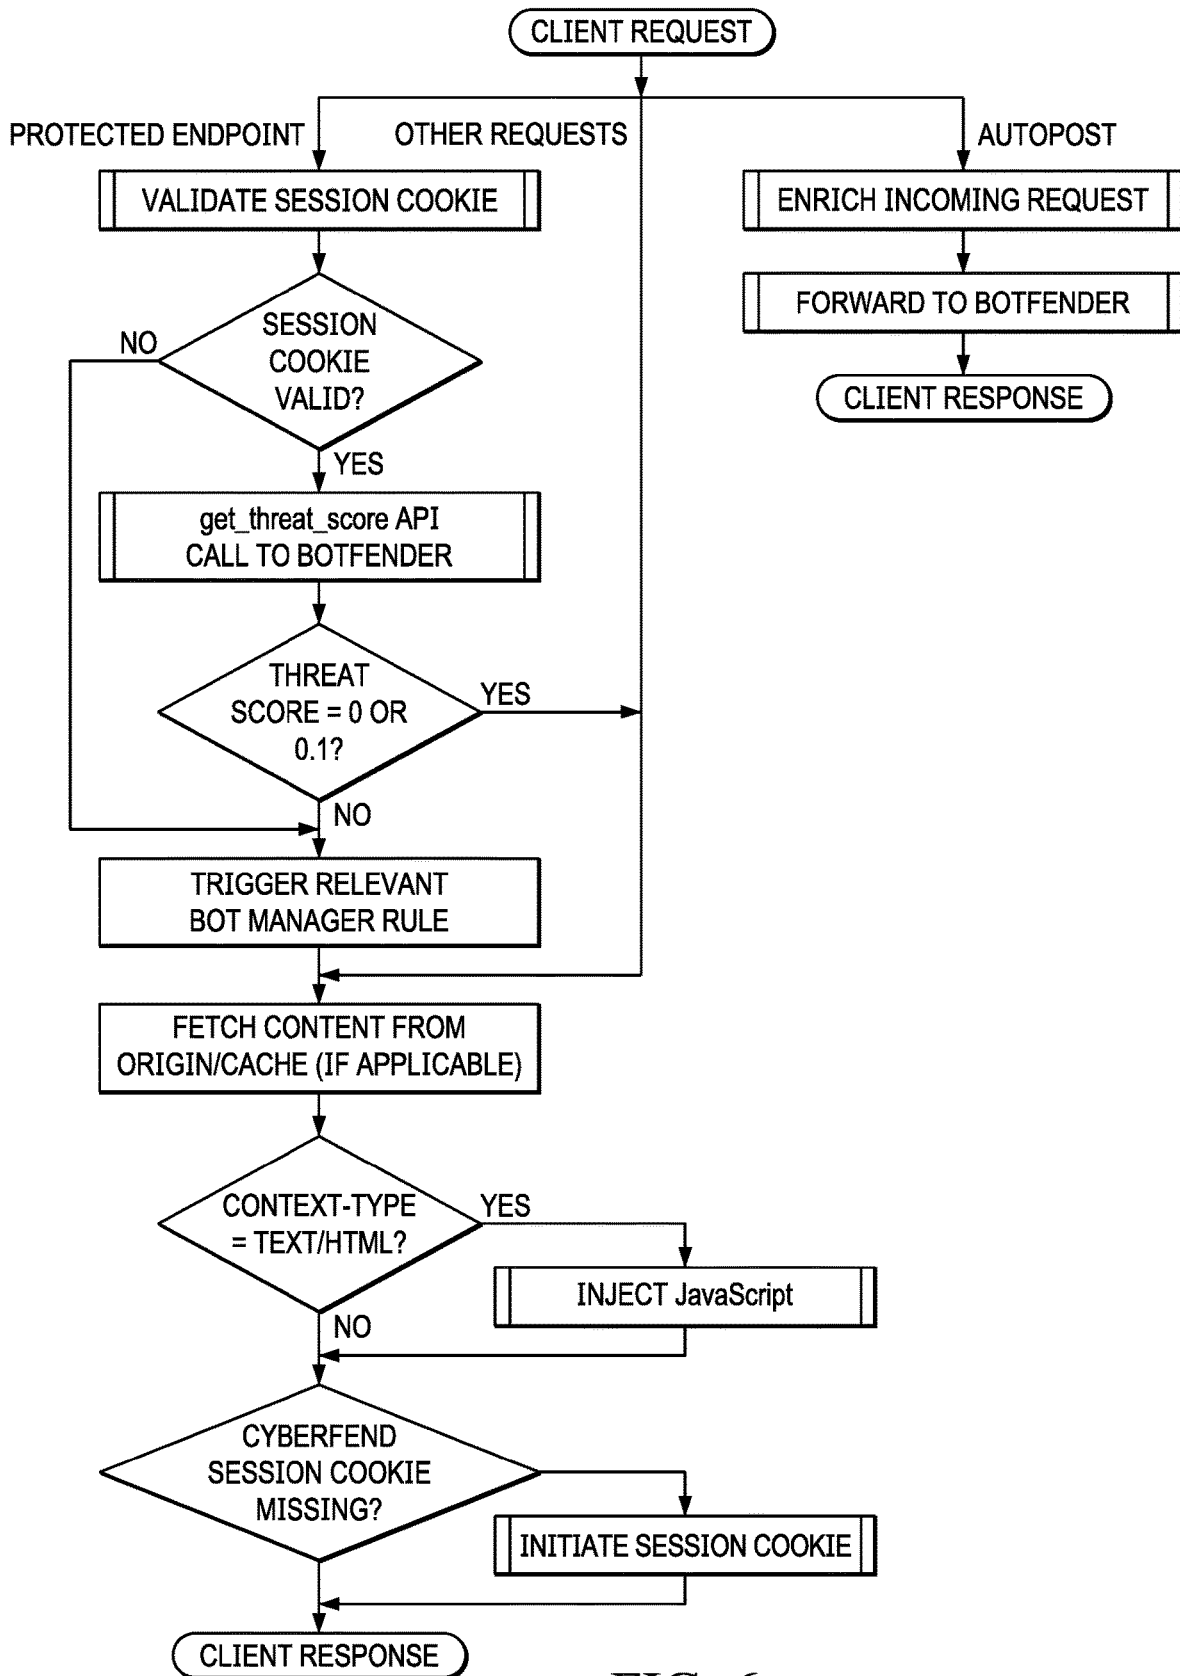 CLIENT REQUEST
PROTECTED ENDPOINT
OTHER REQUESTS
AUTOPOST
VALIDATE SESSION COOKIE
ENRICH INCOMING REQUEST
FORWARD TO BOTFENDER
CLIENT RESPONSE
SESSION
COOKIE
VALID?
NO
YES
get_threat_score API
CALL TO BOTFENDER
THREAT
SCORE = 0 OR
0.1?
YES
NO
TRIGGER RELEVANT
BOT MANAGER RULE
FETCH CONTENT FROM
ORIGIN/CACHE (IF APPLICABLE)
CONTEXT-TYPE
= TEXT/HTML?
YES
INJECT JavaScript
NO
CYBERFEND
SESSION COOKIE
MISSING?
INITIATE SESSION COOKIE
CLIENT RESPONSE